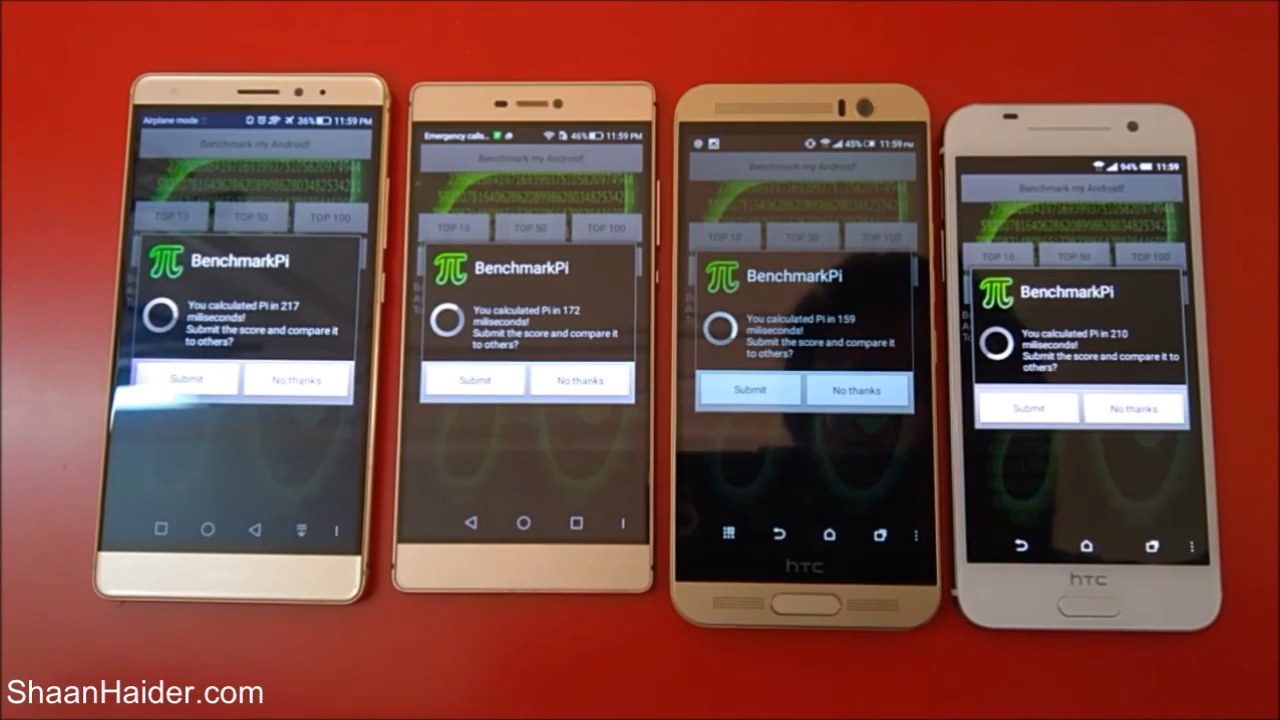 Airplane mode
36% 11:59 PM
Benchmark my Android!
TOP 10 TOP 50 TOP 100
BenchmarkPi
You calculated Pi in 217
miliseconds!
Submit the score and compare it
to others?
Submit No thanks
Emergency calls...
46% 11:59 PM
Benchmark my Android!
TOP 10 TOP 50 TOP 100
BenchmarkPi
You calculated Pi in 172
miliseconds!
Submit the score and compare it
to others?
Submit No thanks
45% 11:59 PM
Benchmark my Android!
TOP 10 TOP 50 TOP 100
BenchmarkPi
You calculated Pi in 159
miliseconds!
Submit the score and compare it
to others?
Submit No thanks
hTC
94% 11:59
Benchmark my Android!
TOP 10 TOP 50 TOP 100
BenchmarkPi
You calculated Pi in 210
miliseconds!
Submit the score and compare it
to others?
Submit No thanks
hTC
ShaanHaider.com